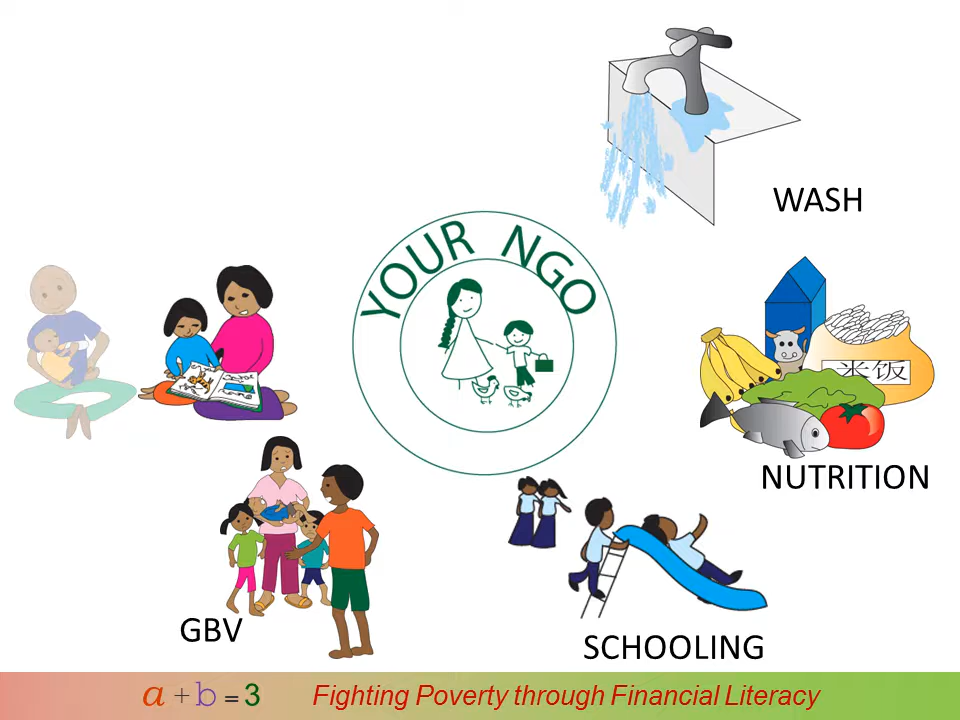 WASH
YOUR NGO
米饭
NUTRITION
GBV
SCHOOLING
a + b = 3 Fighting Poverty through Financial Literacy